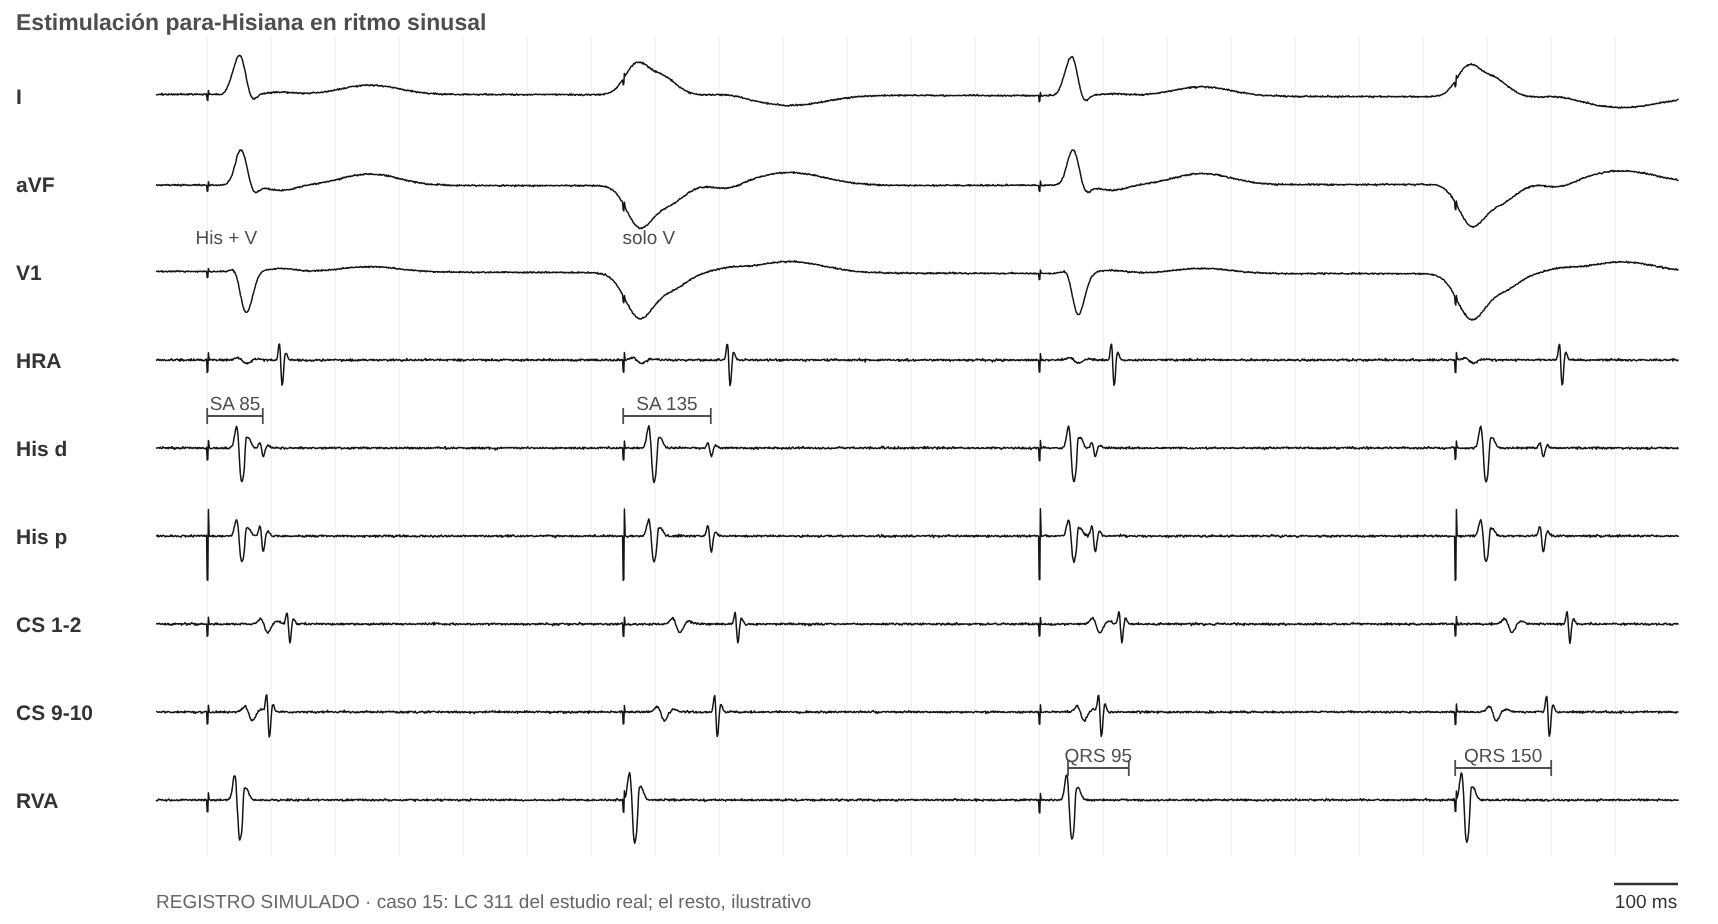 Estimulación para-Hisiana en ritmo sinusal
I
aVF
His + V
solo V
V1
HRA
SA 85
SA 135
His d
His p
CS 1-2
CS 9-10
QRS 95
QRS 150
RVA
REGISTRO SIMULADO · caso 15: LC 311 del estudio real; el resto, ilustrativo
100 ms